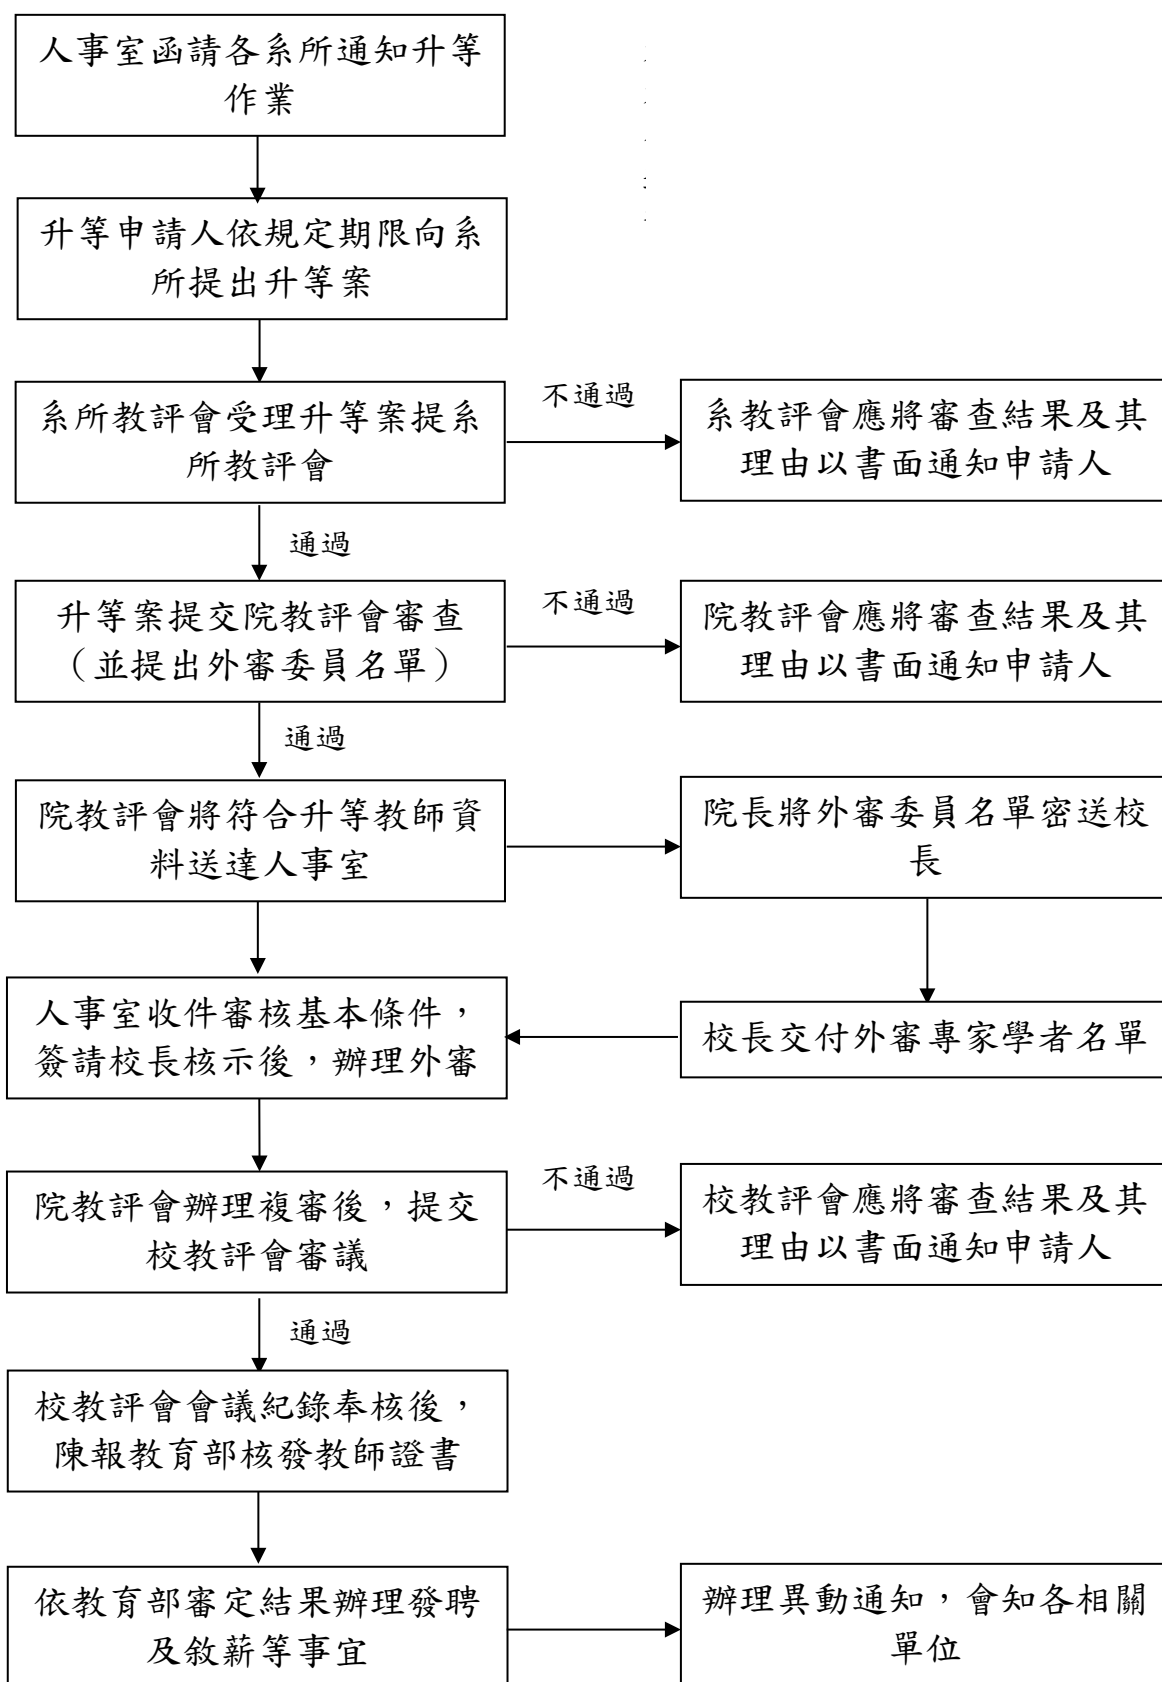 人事室函請各系所通知升等
作業
升等申請人依規定期限向系
所提出升等案
系所教評會受理升等案提系
所教評會
不通過
系教評會應將審查結果及其
理由以書面通知申請人
通過
升等案提交院教評會審查
（並提出外審委員名單）
不通過
院教評會應將審查結果及其
理由以書面通知申請人
通過
院教評會將符合升等教師資
料送達人事室
院長將外審委員名單密送校
長
人事室收件審核基本條件，
簽請校長核示後，辦理外審
校長交付外審專家學者名單
院教評會辦理複審後，提交
校教評會審議
不通過
校教評會應將審查結果及其
理由以書面通知申請人
通過
校教評會會議紀錄奉核後，
陳報教育部核發教師證書
依教育部審定結果辦理發聘
及敘薪等事宜
辦理異動通知，會知各相關
單位